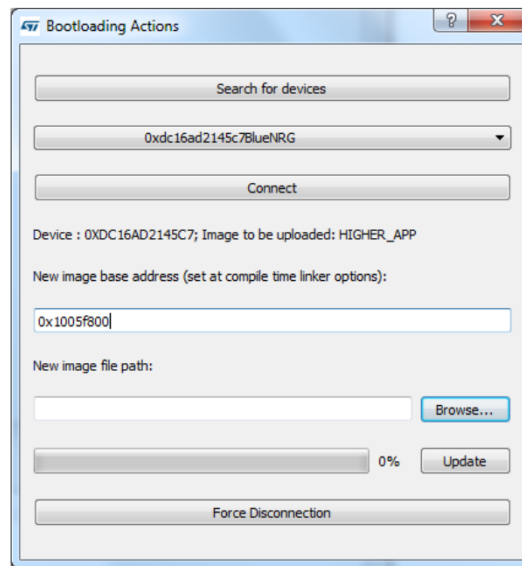 Bootloading Actions
Search for devices
0xdc16ad2145c7BlueNRG
Connect
Device : 0XDC16AD2145C7; Image to be uploaded: HIGHER_APP
New image base address (set at compile time linker options):
0x1005f800
New image file path:
Browse...
0% Update
Force Disconnection